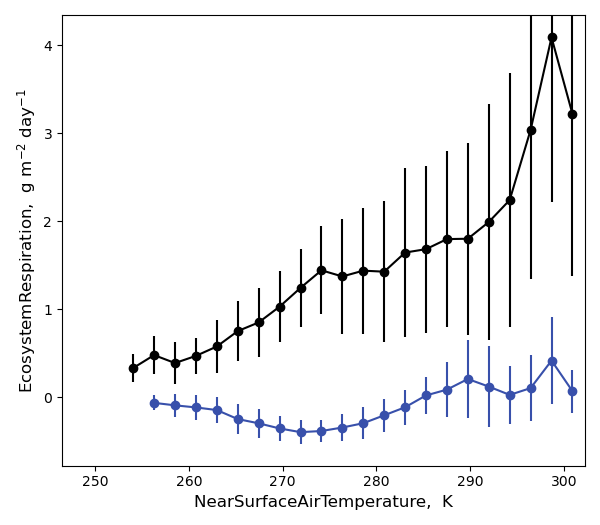 4
3
2
1
0
EcosystemRespiration, g m⁻² day⁻¹
250 260 270 280 290 300
NearSurfaceAirTemperature, K